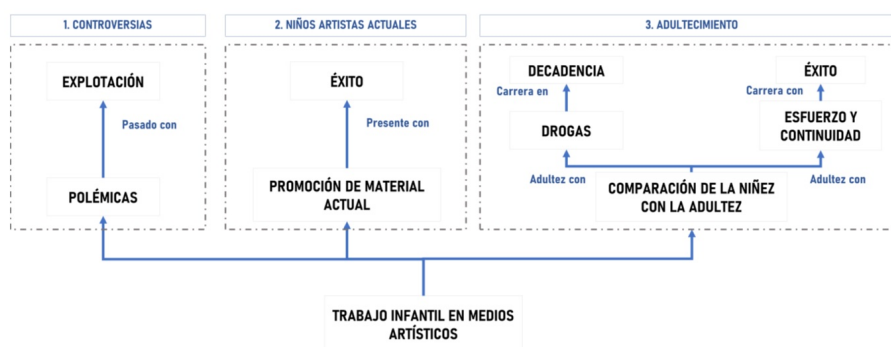 1. CONTROVERSIAS
2. NIÑOS ARTISTAS ACTUALES
3. ADULTECIMIENTO
EXPLOTACIÓN
Pasado con
POLÉMICAS
ÉXITO
Presente con
PROMOCIÓN DE MATERIAL
ACTUAL
DECADENCIA
Carrera en
DROGAS
Adultez con
ÉXITO
Carrera con
ESFUERZO Y
CONTINUIDAD
Adultez con
COMPARACIÓN DE LA NIÑEZ
CON LA ADULTEZ
TRABAJO INFANTIL EN MEDIOS
ARTÍSTICOS